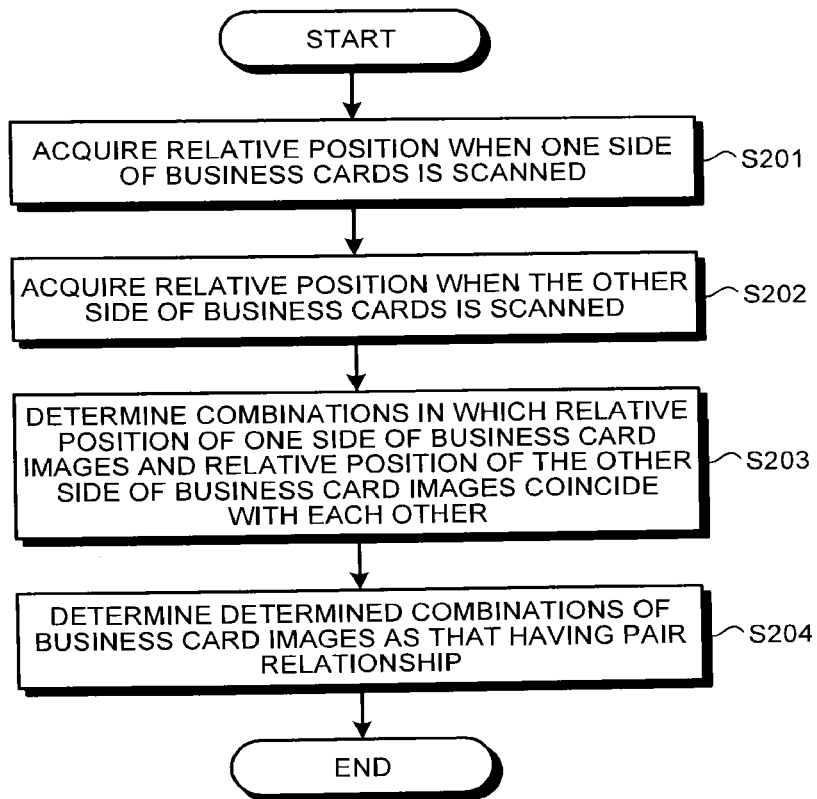 START
ACQUIRE RELATIVE POSITION WHEN ONE SIDE
OF BUSINESS CARDS IS SCANNED
S201
ACQUIRE RELATIVE POSITION WHEN THE OTHER
SIDE OF BUSINESS CARDS IS SCANNED
S202
DETERMINE COMBINATIONS IN WHICH RELATIVE
POSITION OF ONE SIDE OF BUSINESS CARD
IMAGES AND RELATIVE POSITION OF THE OTHER
SIDE OF BUSINESS CARD IMAGES COINCIDE
WITH EACH OTHER
S203
DETERMINE DETERMINED COMBINATIONS OF
BUSINESS CARD IMAGES AS THAT HAVING PAIR
RELATIONSHIP
S204
END